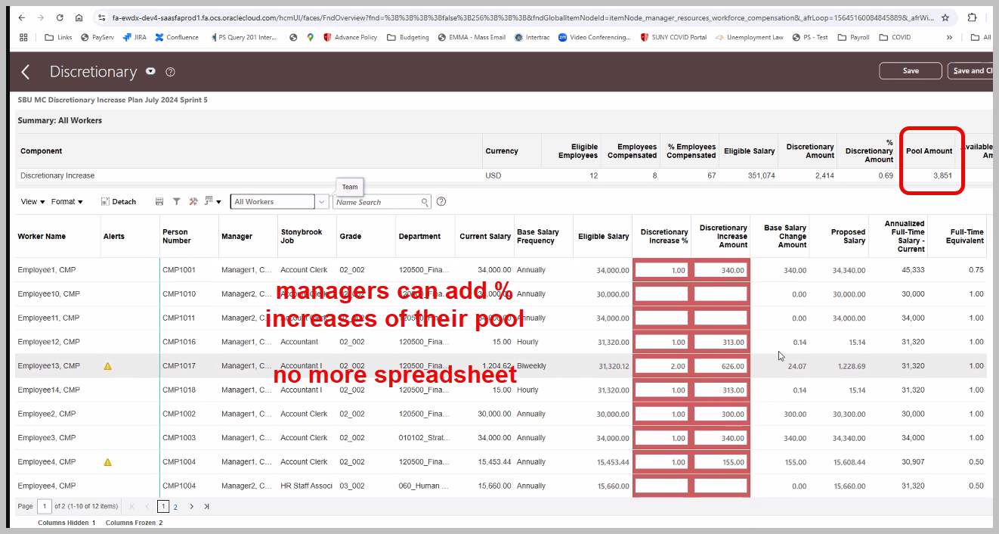 fa-ewdx-dev4-saasfaprod1.fa.ocs.oraclecloud.com/hcmUI/faces/FndOverview?fnd=%3B%3B%3B%3Bfalse%3B256%3B%3B%3B&fndGlobalItemNodeId=itemNode_manager_resources_workforce_compensation&_afrLoop=15645160084845889&_afrWi...
Links PayServ JIRA Confluence PS Query 201 Inter... Advance Policy Budgeting EMMA - Mass Email Intertrac Video Conferencing... SUNY COVID Portal Unemployment Law PS - Test Payroll COVID » All
Discretionary Save Save and Cl
SBU MC Discretionary Increase Plan July 2024 Sprint 5
Summary: All Workers
Component Currency Eligible Employees Employees Compensated % Employees Compensated Eligible Salary Discretionary Amount % Discretionary Amount Pool Amount
Discretionary Increase USD 12 8 67 351,074 2,414 0.69 3,851
Team
View Format Detach All Workers Name Search
Worker Name Alerts Person Number Manager Stonybrook Job Grade Department Current Salary Base Salary Frequency Eligible Salary Discretionary Increase % Discretionary Increase Amount Base Salary Change Amount Proposed Salary Annualized Full-Time Salary - Current Full-Time Equivalent
Employee1, CMP CMP1001 Manager1, C... Account Clerk 02_002 120500_Fina... 34,000.00 Annually 34,000.00 1.00 340.00 340.00 34,340.00 45,333 0.75
Employee10, CMP CMP1010 Manager2, C... 120500_Fina... Annually 30,000.00 0.00 30,000.00 30,000 1.00
managers can add %
Employee11, CMP CMP1011 Manager2, C... Annually 34,000.00 0.00 34,000.00 34,000 1.00
increases of their pool
Employee12, CMP CMP1016 Manager1, C... Accountant 02_002 120500_Fina... 15.00 Hourly 31,320.00 1.00 313.00 0.14 15.14 31,320 1.00
Employee13, CMP CMP1017 Manager1, C... Accountant I 02_002 120500_Fina... 1,204.62 Biweekly 31,320.12 2.00 626.00 24.07 1,228.69 31,320 1.00
no more spreadsheet
Employee14, CMP CMP1018 Manager1, C... Accountant I 02_002 120500_Fina... 15.00 Hourly 31,320.00 1.00 313.00 0.14 15.14 31,320 1.00
Employee2, CMP CMP1002 Manager1, C... Account Clerk 02_002 120500_Fina... 30,000.00 Annually 30,000.00 1.00 300.00 300.00 30,300.00 30,000 1.00
Employee3, CMP CMP1003 Manager1, C... Account Clerk 02_002 010102_Strat... 34,000.00 Annually 34,000.00 1.00 340.00 340.00 34,340.00 34,000 1.00
Employee4, CMP CMP1004 Manager1, C... Account Clerk 02_002 120500_Fina... 15,453.44 Annually 15,453.44 1.00 155.00 155.00 15,608.44 30,907 0.50
Employee4, CMP CMP1004 Manager2, C... HR Staff Associ 03_002 060_Human ... 15,660.00 Annually 15,660.00 0.00 15,660.00 31,320 0.50
Page 1 of 2 (1-10 of 12 items) 1 2
Columns Hidden 1 Columns Frozen 2